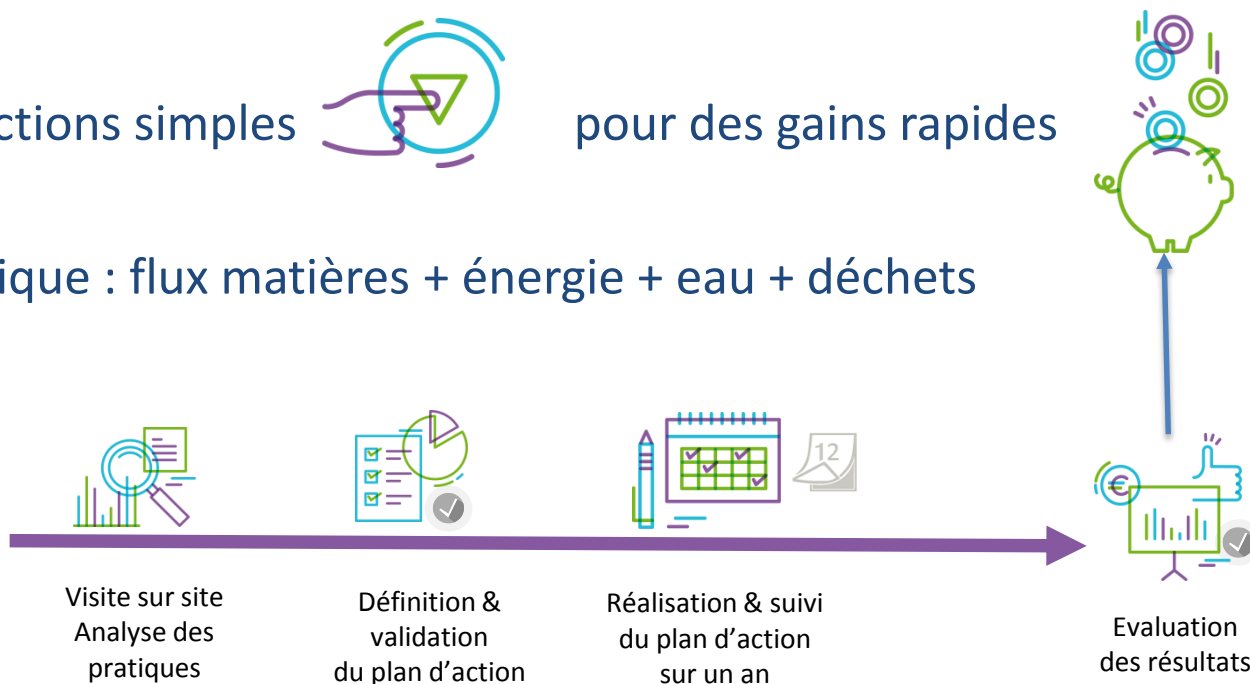 ctions simples pour des gains rapides
ique : flux matières + énergie + eau + déchets
12
€
Visite sur site
Analyse des
pratiques
Définition &
validation
du plan d’action
Réalisation & suivi
du plan d’action
sur un an
Evaluation
des résultats